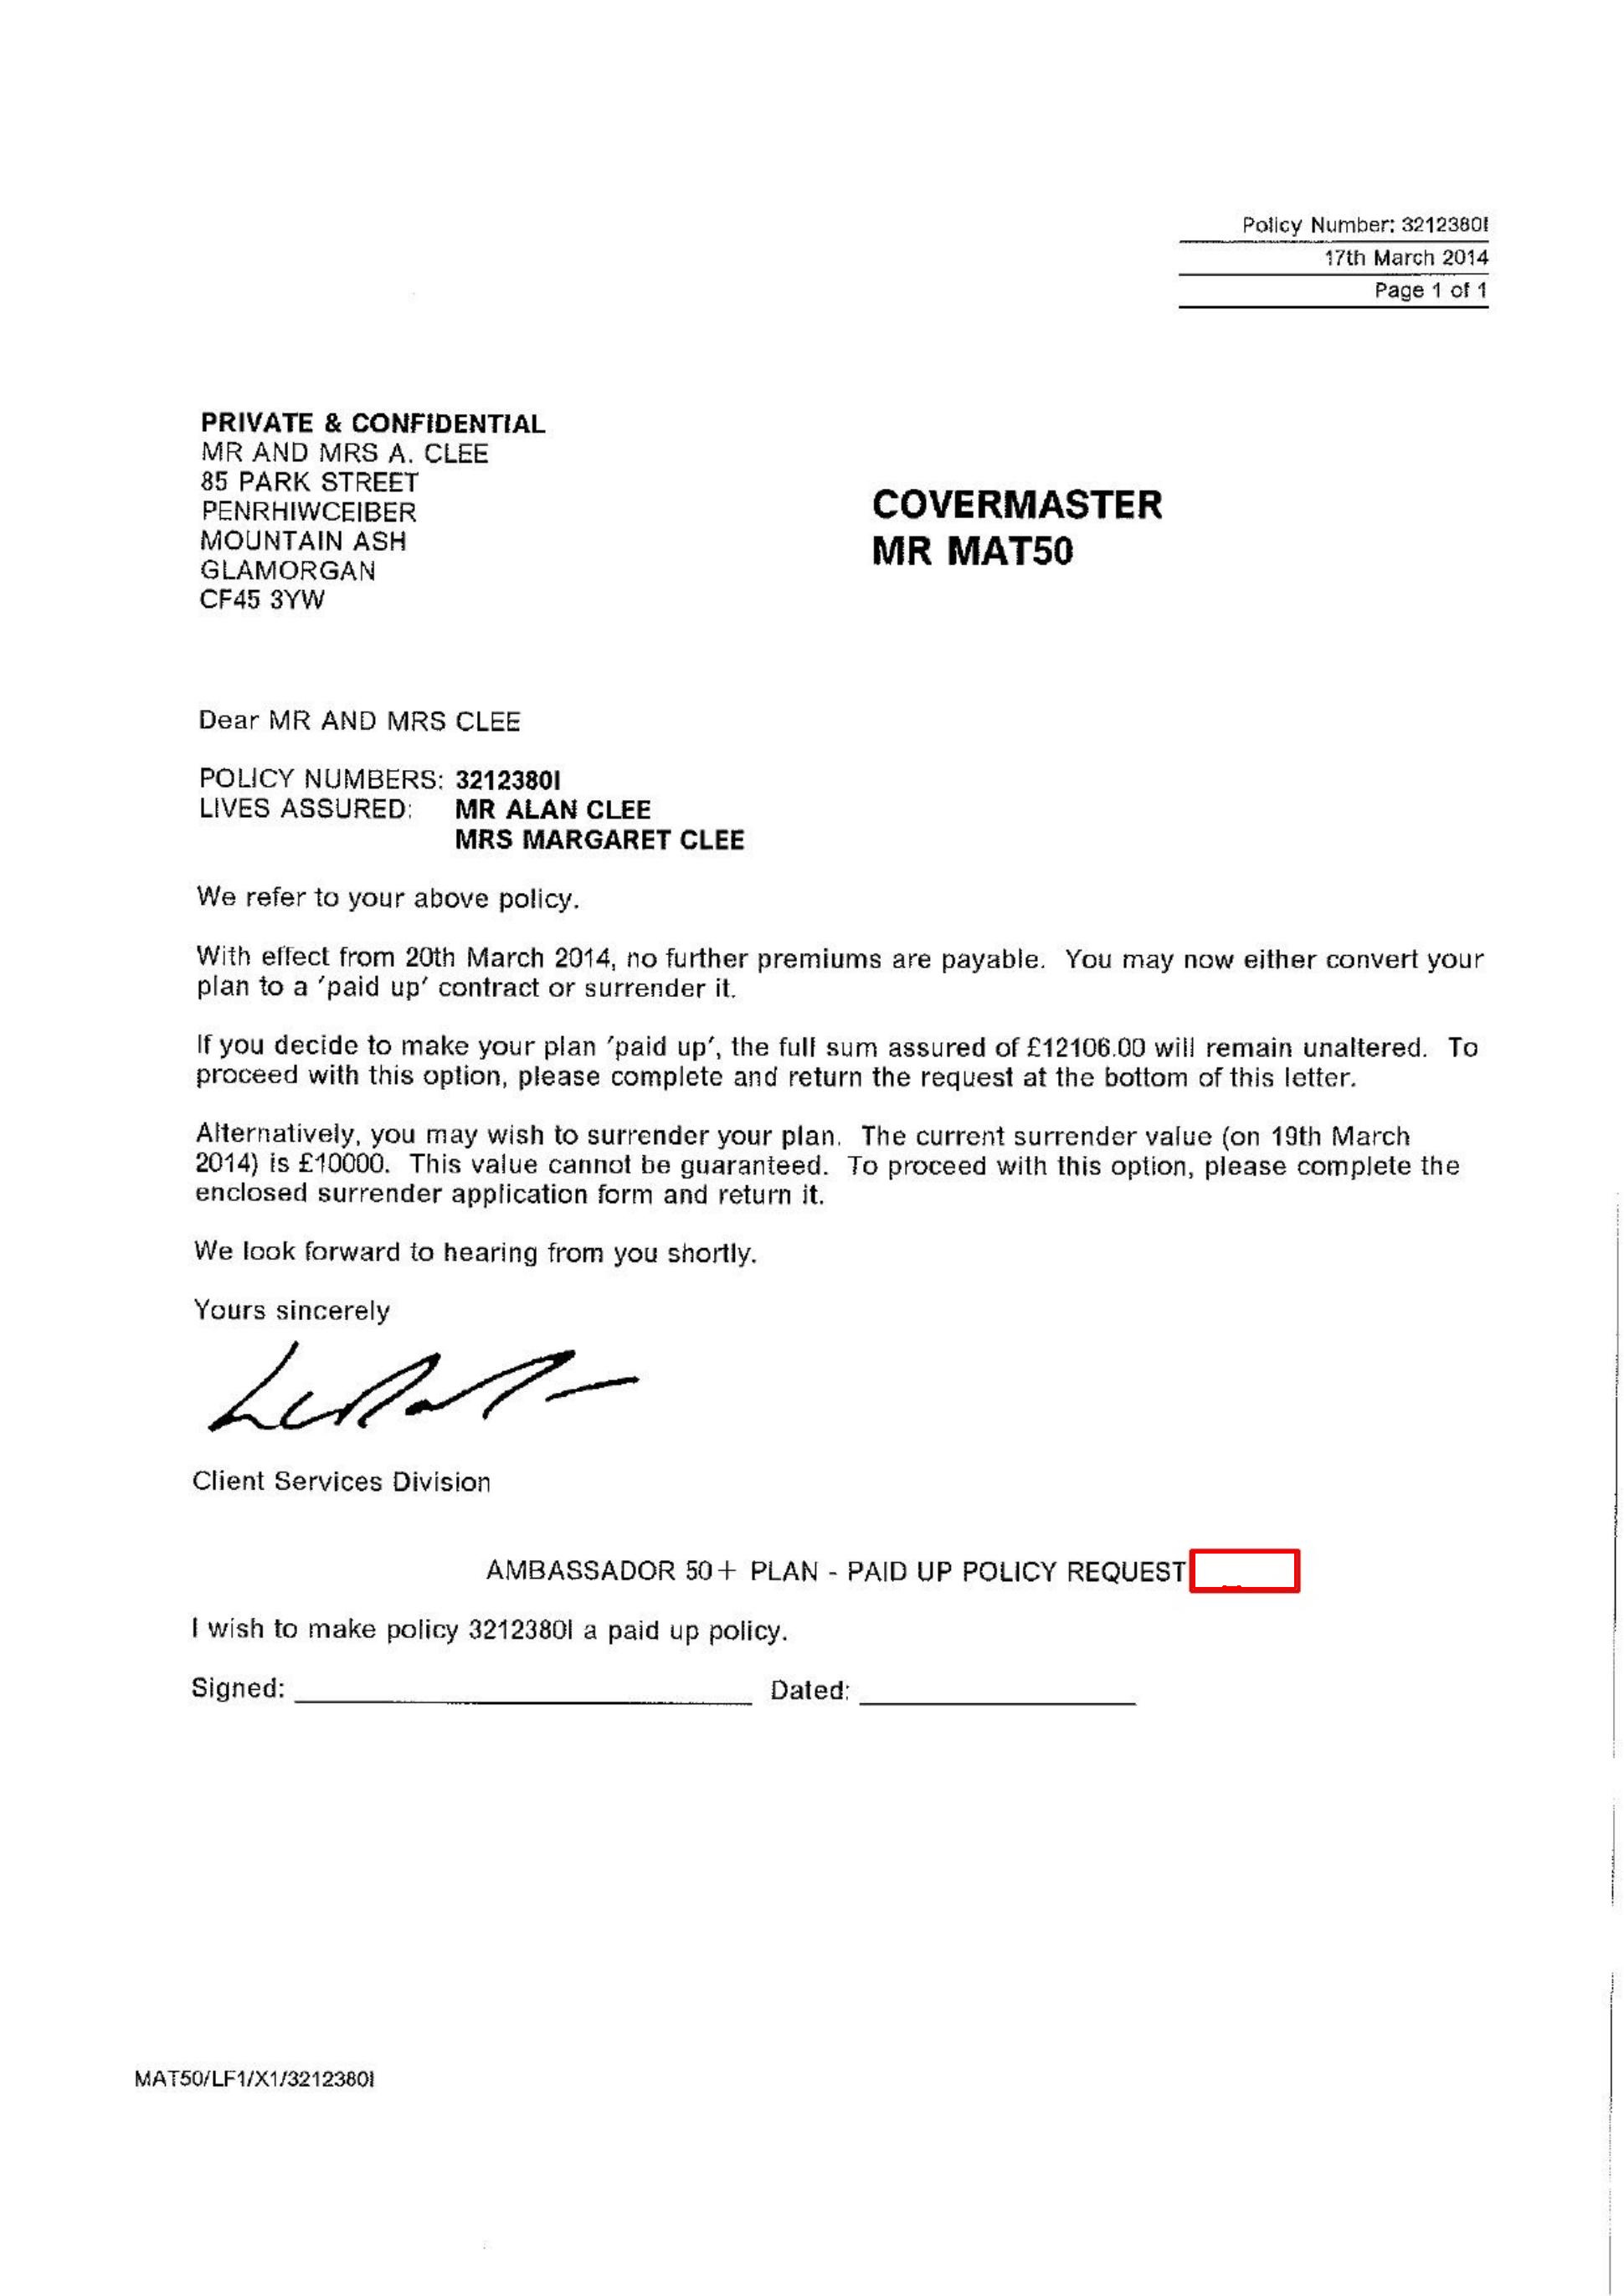 Policy Number: 3212380I
17th March 2014
Page 1 of 1
PRIVATE & CONFIDENTIAL
MR AND MRS A. CLEE
85 PARK STREET
PENRHIWCEIBER
MOUNTAIN ASH
GLAMORGAN
CF45 3YW
COVERMASTER
MR MAT50
Dear MR AND MRS CLEE
POLICY NUMBERS: 3212380I
LIVES ASSURED: MR ALAN CLEE
MRS MARGARET CLEE
We refer to your above policy.
With effect from 20th March 2014, no further premiums are payable. You may now either convert your
plan to a 'paid up' contract or surrender it.
If you decide to make your plan 'paid up', the full sum assured of £12106.00 will remain unaltered. To
proceed with this option, please complete and return the request at the bottom of this letter.
Alternatively, you may wish to surrender your plan. The current surrender value (on 19th March
2014) is £10000. This value cannot be guaranteed. To proceed with this option, please complete the
enclosed surrender application form and return it.
We look forward to hearing from you shortly.
Yours sincerely
Client Services Division
AMBASSADOR 50+ PLAN - PAID UP POLICY REQUEST
I wish to make policy 3212380I a paid up policy.
Signed: Dated:
MAT50/LF1/X1/3212380I